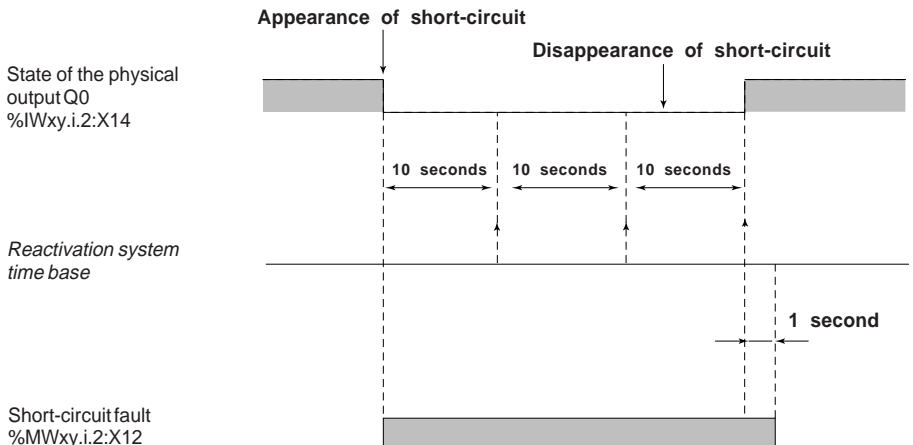 Appearance of short-circuit
Disappearance of short-circuit
State of the physical
output Q0
%IWxy.i.2:X14
10 seconds
10 seconds
10 seconds
Reactivation system
time base
1 second
Short-circuit fault
%MWxy.i.2:X12